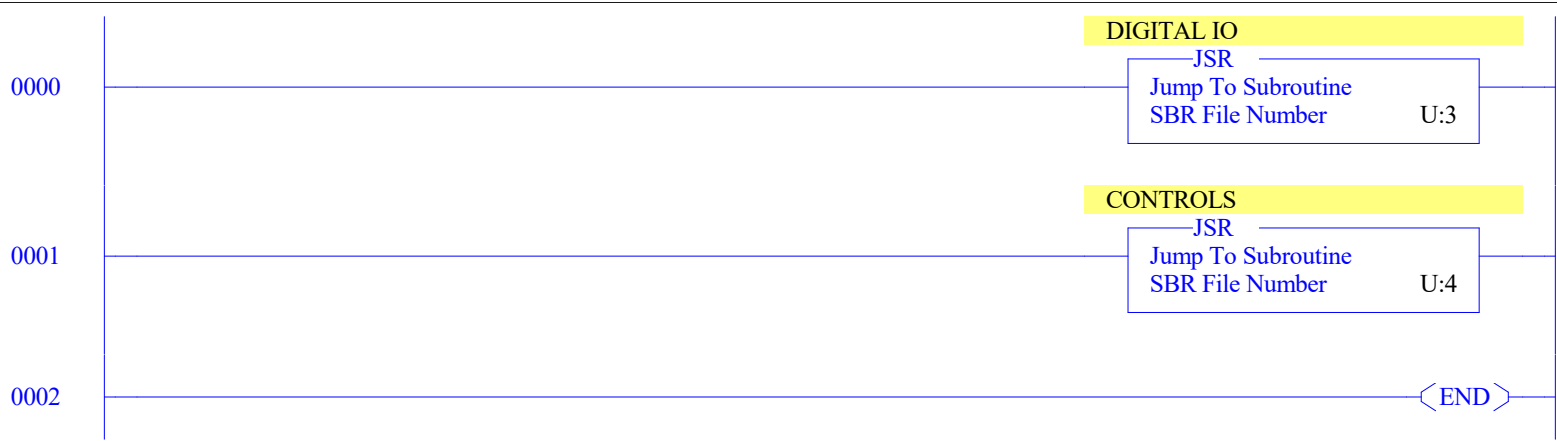 DIGITAL IO
JSR
0000
Jump To Subroutine
SBR File Number U:3
CONTROLS
JSR
0001
Jump To Subroutine
SBR File Number U:4
0002
END